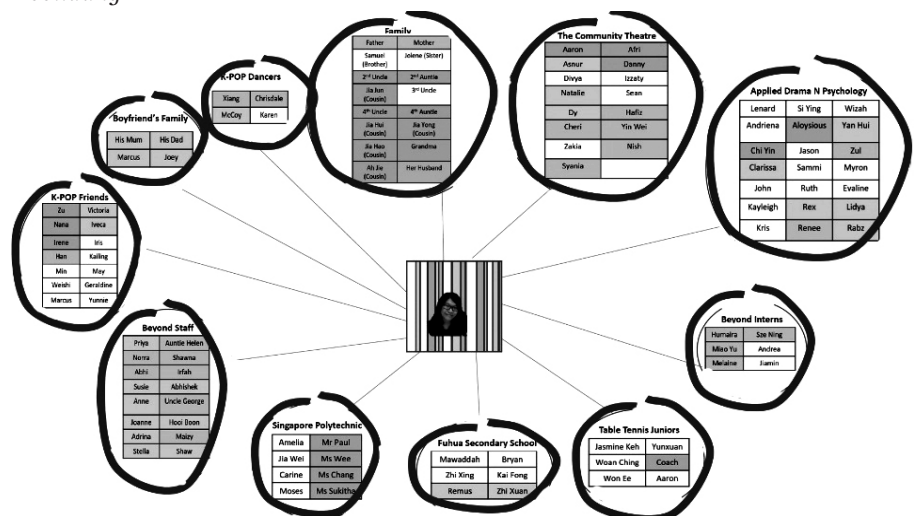 Family
Father Mother
Samuel (Brother) Jolene (Sister)
2nd Uncle 2nd Auntie
Jia Jun (Cousin) 3rd Uncle
4th Uncle 4th Auntie
Jia Hui (Cousin) Jia Yong (Cousin)
Jia Hao (Cousin) Grandma
Ah Jie (Cousin) Her Husband
The Community Theatre
Aaron Afri
Asnur Danny
Divya Izzaty
Natalie Sean
Dy Hafiz
Cheri Yin Wei
Zakia Nish
Syania
Applied Drama N Psychology
Lenard Si Ying Wizah
Andriena Aloysious Yan Hui
Chi Yin Jason Zul
Clarissa Sammi Myron
John Ruth Evaline
Kayleigh Rex Lidya
Kris Renee Rabz
K-POP Dancers
Xiang Chrisdale
McCoy Karen
Boyfriend's Family
His Mum His Dad
Marcus Joey
K-POP Friends
Zu Victoria
Nana Iveca
Irene Iris
Han Kailing
Min May
Weishi Geraldine
Marcus Yunnie
Beyond Staff
Priya Auntie Helen
Norra Shawna
Abhi Irfah
Susie Abhishek
Anne Uncle George
Joanne Hooi Boon
Adrina Maizy
Stella Shaw
Beyond Interns
Humaira Sze Ning
Miao Yu Andrea
Melaine Jiamin
Singapore Polytechnic
Amelia Mr Paul
Jia Wei Ms Wee
Carine Ms Chang
Moses Ms Sukitha
Fuhua Secondary School
Mawaddah Bryan
Zhi Xing Kai Fong
Remus Zhi Xuan
Table Tennis Juniors
Jasmine Keh Yunxuan
Woan Ching Coach
Won Ee Aaron